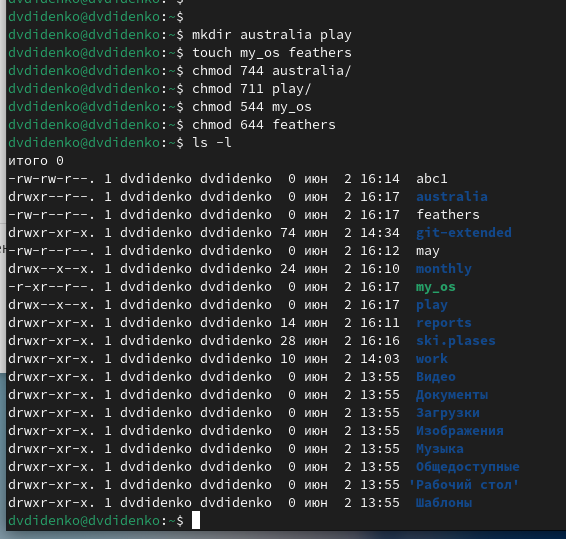 dvdidenko@dvdidenko:~$
dvdidenko@dvdidenko:~$ mkdir australia play
dvdidenko@dvdidenko:~$ touch my_os feathers
dvdidenko@dvdidenko:~$ chmod 744 australia/
dvdidenko@dvdidenko:~$ chmod 711 play/
dvdidenko@dvdidenko:~$ chmod 544 my_os
dvdidenko@dvdidenko:~$ chmod 644 feathers
dvdidenko@dvdidenko:~$ ls -l
итого 0
-rw-rw-r--. 1 dvdidenko dvdidenko  0 июн  2 16:14  abc1
drwxr--r--. 1 dvdidenko dvdidenko  0 июн  2 16:17  australia
-rw-r--r--. 1 dvdidenko dvdidenko  0 июн  2 16:17  feathers
drwxr-xr-x. 1 dvdidenko dvdidenko 74 июн  2 14:34  git-extended
-rw-r--r--. 1 dvdidenko dvdidenko  0 июн  2 16:12  may
drwx--x--x. 1 dvdidenko dvdidenko 24 июн  2 16:10  monthly
-r-xr--r--. 1 dvdidenko dvdidenko  0 июн  2 16:17  my_os
drwx--x--x. 1 dvdidenko dvdidenko  0 июн  2 16:17  play
drwxr-xr-x. 1 dvdidenko dvdidenko 14 июн  2 16:11  reports
drwxr-xr-x. 1 dvdidenko dvdidenko 28 июн  2 16:16  ski.plases
drwxr-xr-x. 1 dvdidenko dvdidenko 10 июн  2 14:03  work
drwxr-xr-x. 1 dvdidenko dvdidenko  0 июн  2 13:55  Видео
drwxr-xr-x. 1 dvdidenko dvdidenko  0 июн  2 13:55  Документы
drwxr-xr-x. 1 dvdidenko dvdidenko  0 июн  2 13:55  Загрузки
drwxr-xr-x. 1 dvdidenko dvdidenko  0 июн  2 13:55  Изображения
drwxr-xr-x. 1 dvdidenko dvdidenko  0 июн  2 13:55  Музыка
drwxr-xr-x. 1 dvdidenko dvdidenko  0 июн  2 13:55  Общедоступные
drwxr-xr-x. 1 dvdidenko dvdidenko  0 июн  2 13:55 'Рабочий стол'
drwxr-xr-x. 1 dvdidenko dvdidenko  0 июн  2 13:55  Шаблоны
dvdidenko@dvdidenko:~$